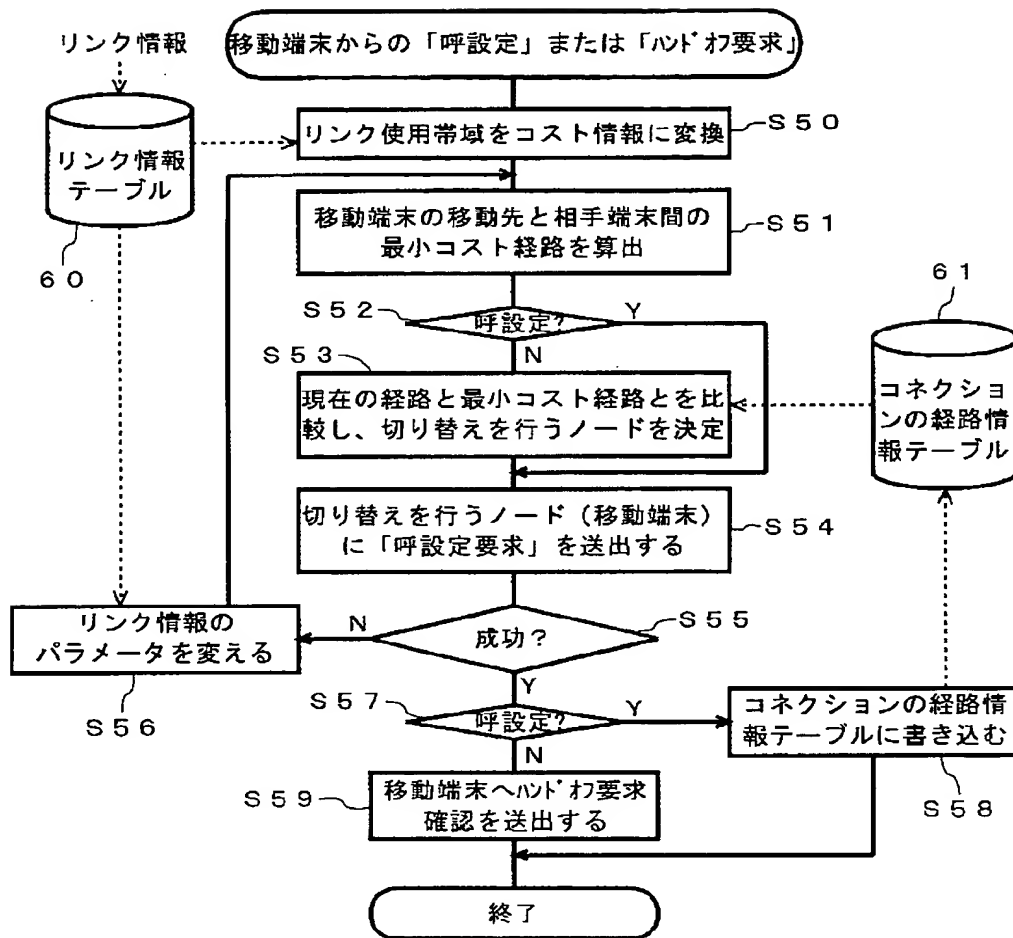 リンク情報
移動端末からの「呼設定」または「ﾊﾝﾄﾞｵﾌ要求」
リンク使用帯域をコスト情報に変換
S50
リンク情報
テーブル
60
移動端末の移動先と相手端末間の
最小コスト経路を算出
S51
S52
呼設定?
Y
N
61
コネクショ
ンの経路情
報テーブル
S53
現在の経路と最小コスト経路とを比
較し、切り替えを行うノードを決定
切り替えを行うノード（移動端末）
に「呼設定要求」を送出する
S54
成功？
S55
N
Y
リンク情報の
パラメータを変える
S56
S57
呼設定?
Y
N
コネクションの経路情
報テーブルに書き込む
S58
S59
移動端末へﾊﾝﾄﾞｵﾌ要求
確認を送出する
終了